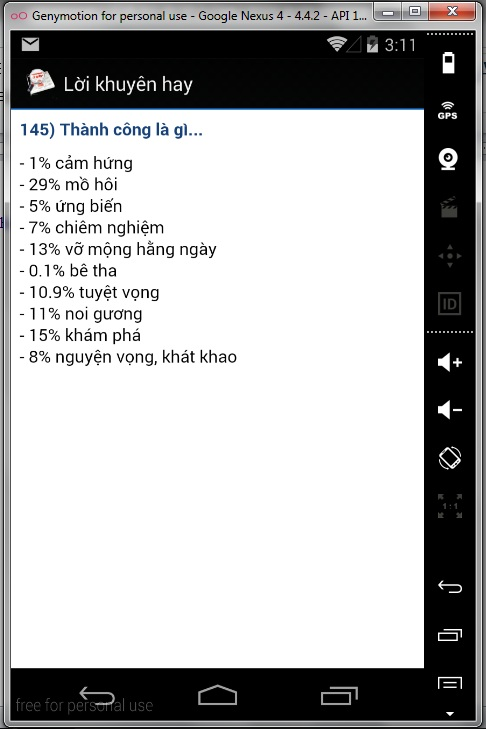 Genymotion for personal use - Google Nexus 4 - 4.4.2 - API 1...
3:11
Lời khuyên hay
GPS
145) Thành công là gì...
- 1% cảm hứng
- 29% mồ hôi
- 5% ứng biến
- 7% chiêm nghiệm
- 13% vỡ mộng hằng ngày
- 0.1% bê tha
- 10.9% tuyệt vọng
- 11% noi gương
- 15% khám phá
- 8% nguyện vọng, khát khao
ID
1:1
free for personal use